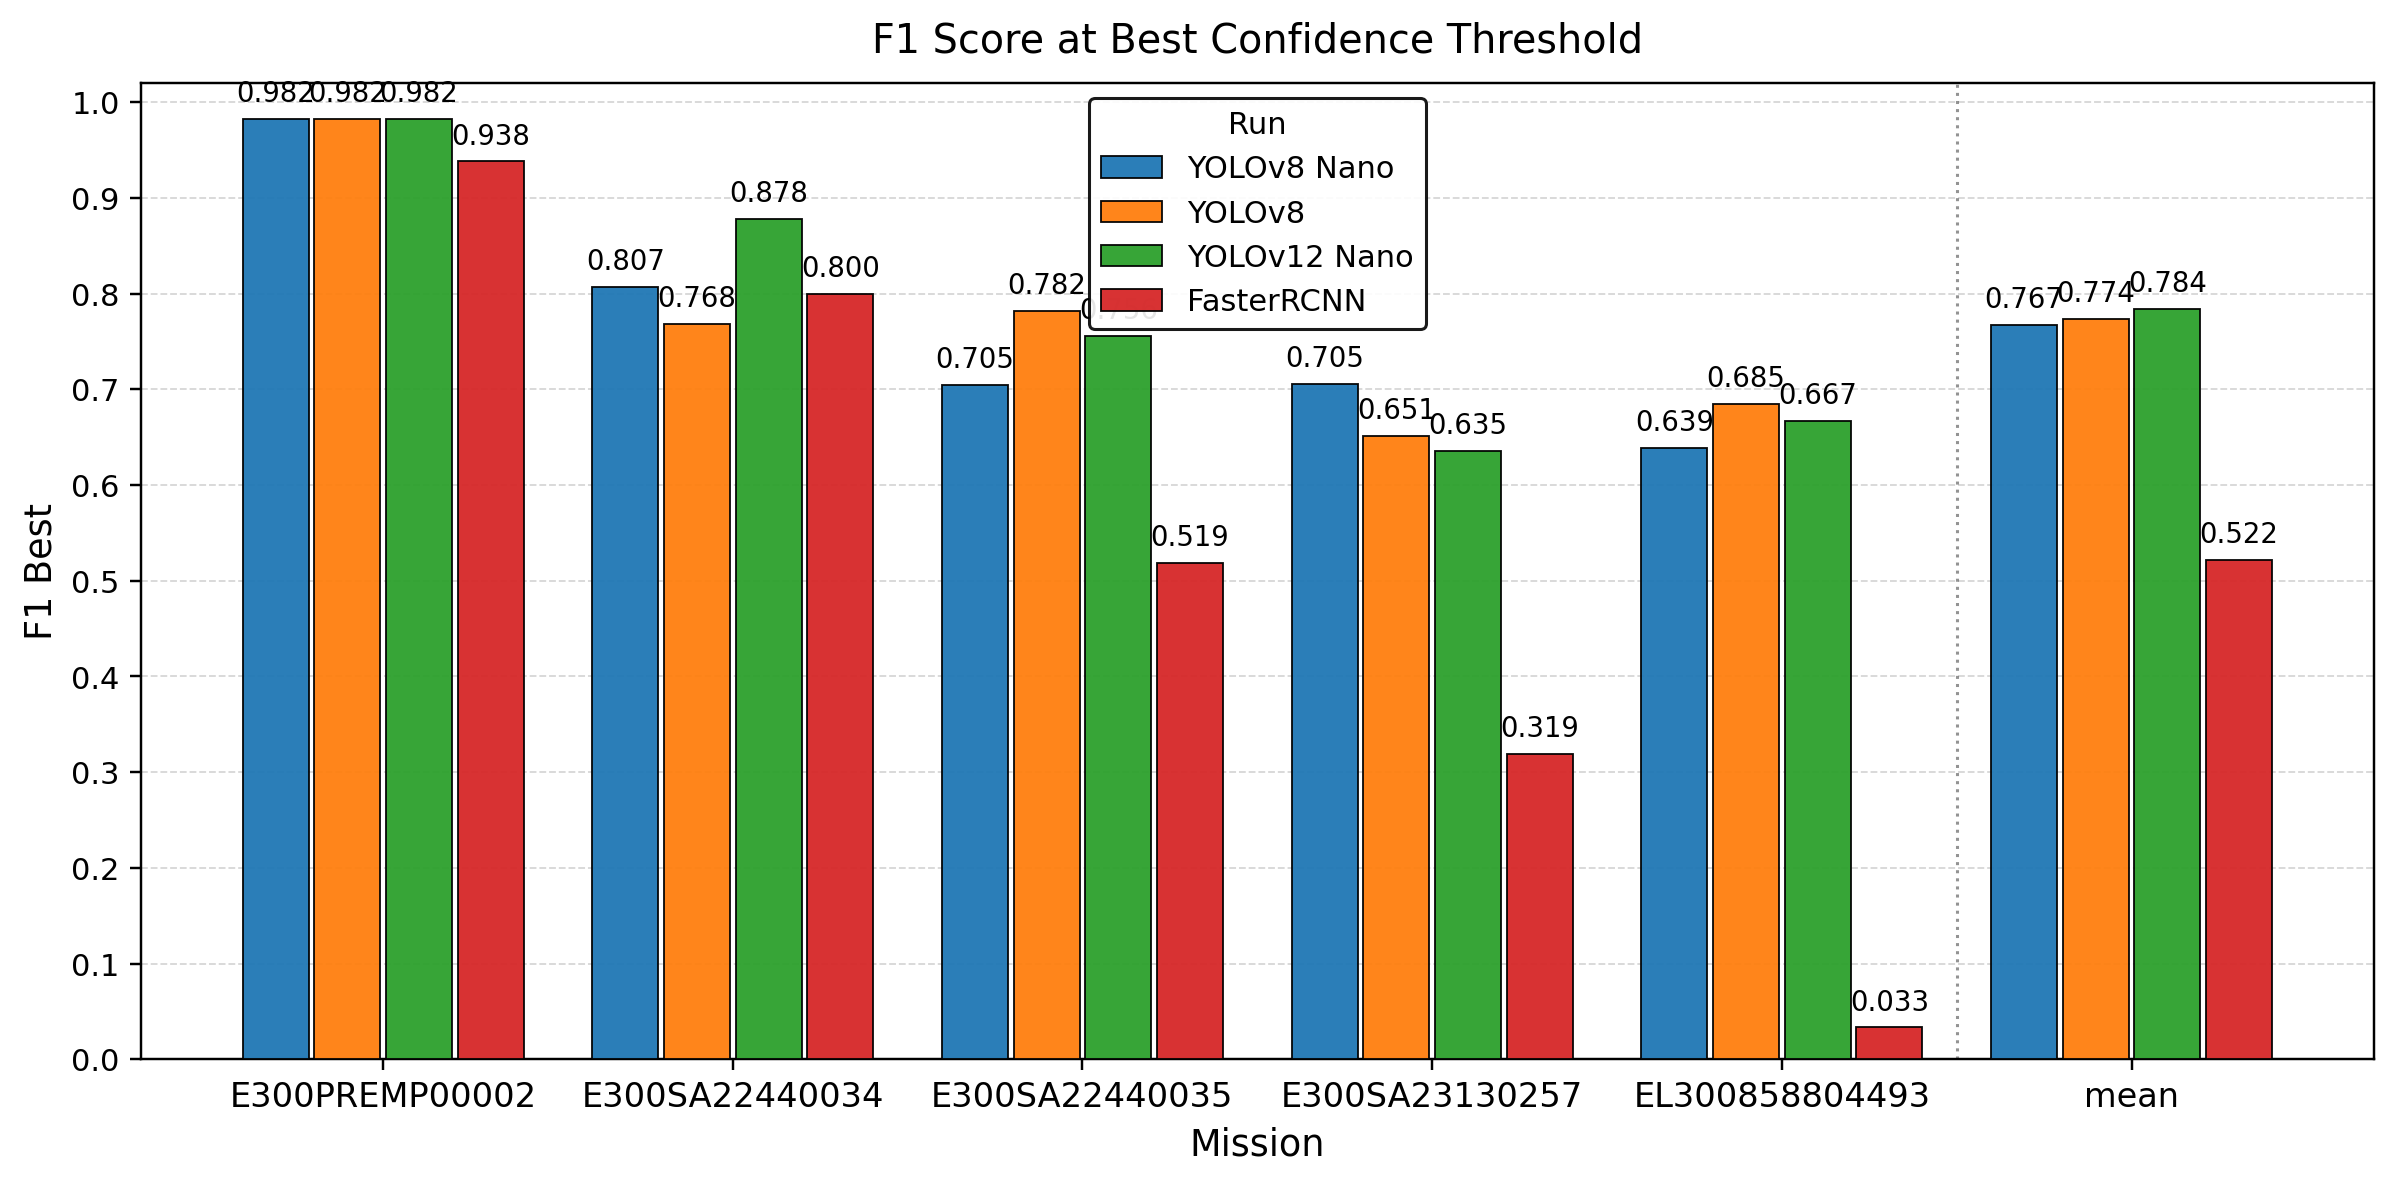 F1 Score at Best Confidence Threshold
F1 Best
1.0
0.9
0.8
0.7
0.6
0.5
0.4
0.3
0.2
0.1
0.0
0.982 0.982 0.982 0.938
0.807 0.768 0.878 0.800
0.705 0.782 0.519
0.705 0.651 0.635 0.319
0.639 0.685 0.667 0.033
0.767 0.774 0.784 0.522
Run
YOLOv8 Nano
YOLOv8
YOLOv12 Nano
FasterRCNN
E300PREMP00002 E300SA22440034 E300SA22440035 E300SA23130257 EL300858804493 mean
Mission